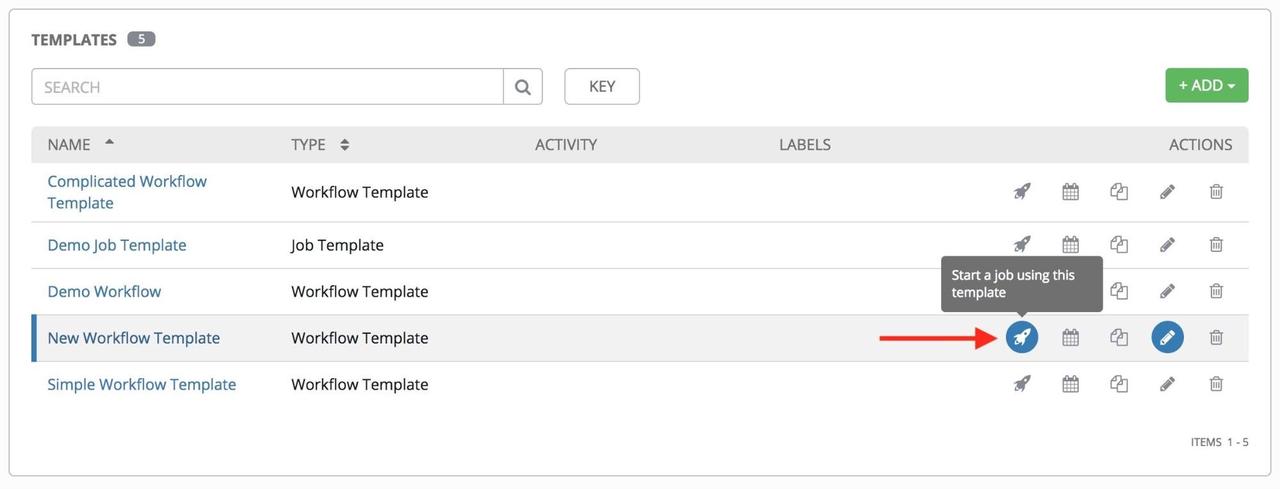 TEMPLATES 5
SEARCH KEY + ADD
NAME TYPE ACTIVITY LABELS ACTIONS
Complicated Workflow
Template
Workflow Template
Demo Job Template Job Template
Demo Workflow Workflow Template
Start a job using this
template
New Workflow Template Workflow Template
Simple Workflow Template Workflow Template
ITEMS 1 - 5